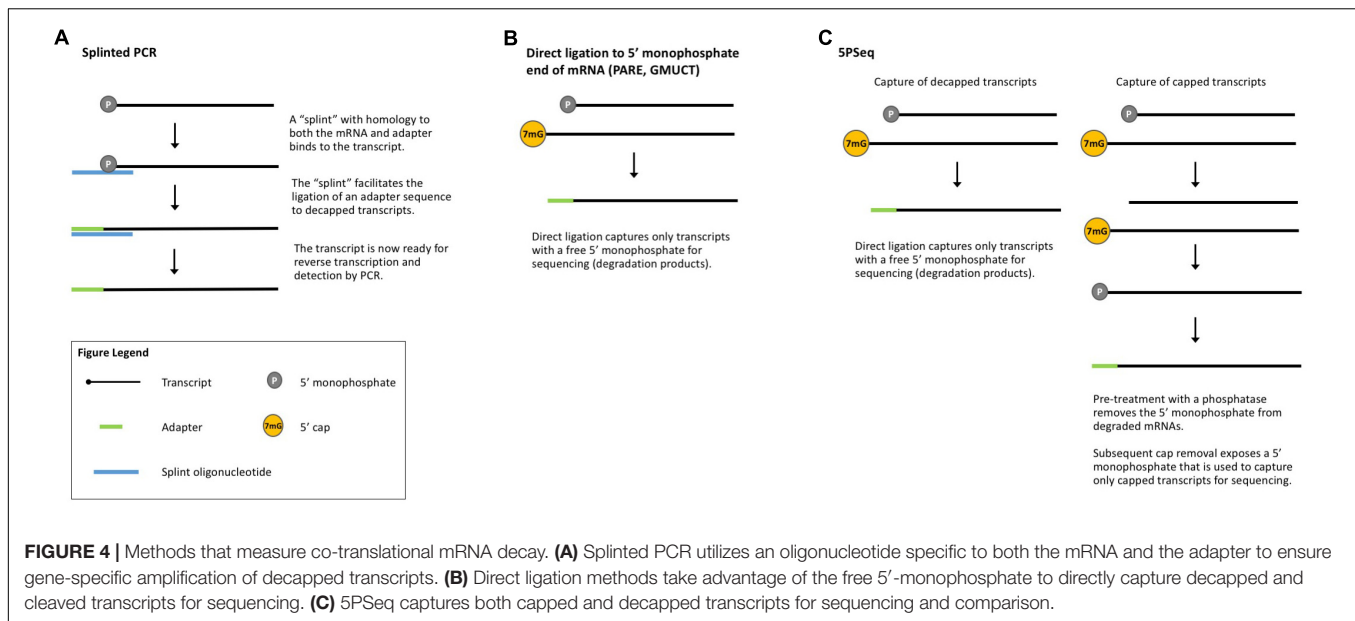 A
Splinted PCR
P
A “splint” with homology to
both the mRNA and adapter
binds to the transcript.
P
The “splint” facilitates the
ligation of an adapter sequence
to decapped transcripts.
The transcript is now ready for
reverse transcription and
detection by PCR.
B
Direct ligation to 5′ monophosphate
end of mRNA (PARE, GMUCT)
P
7mG
Direct ligation captures only transcripts
with a free 5′ monophosphate for
sequencing (degradation products).
C
5PSeq
Capture of decapped transcripts
P
7mG
Direct ligation captures only transcripts
with a free 5′ monophosphate for
sequencing (degradation products).
Capture of capped transcripts
P
7mG
7mG
P
Pre-treatment with a phosphatase
removes the 5′ monophosphate from
degraded mRNAs.
Subsequent cap removal exposes a 5′
monophosphate that is used to capture
only capped transcripts for sequencing.
Figure Legend
Transcript
P 5′ monophosphate
Adapter
7mG 5′ cap
Splint oligonucleotide
FIGURE 4 | Methods that measure co-translational mRNA decay. (A) Splinted PCR utilizes an oligonucleotide specific to both the mRNA and the adapter to ensure
gene-specific amplification of decapped transcripts. (B) Direct ligation methods take advantage of the free 5′-monophosphate to directly capture decapped and
cleaved transcripts for sequencing. (C) 5PSeq captures both capped and decapped transcripts for sequencing and comparison.